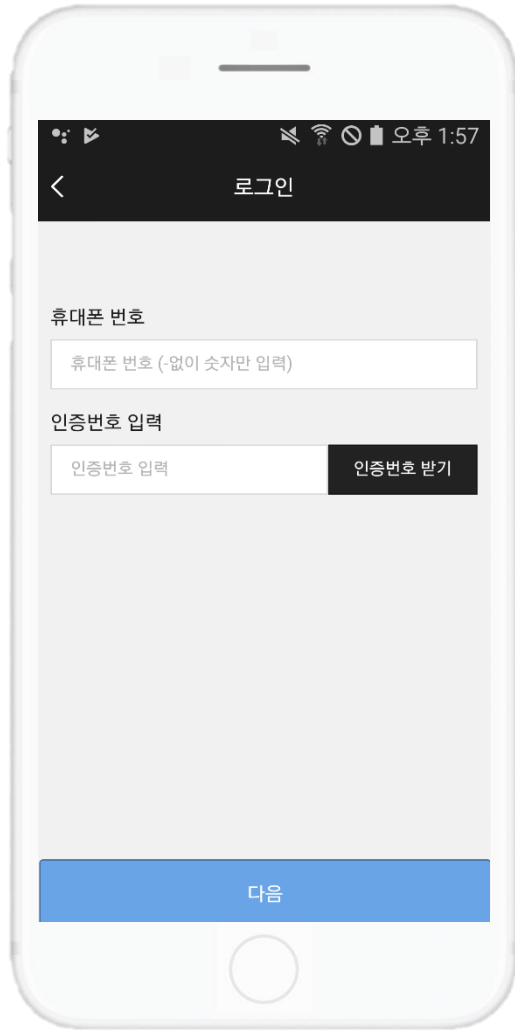 오후 1:57
로그인
휴대폰 번호
휴대폰 번호 (-없이 숫자만 입력)
인증번호 입력
인증번호 입력
인증번호 받기
다음